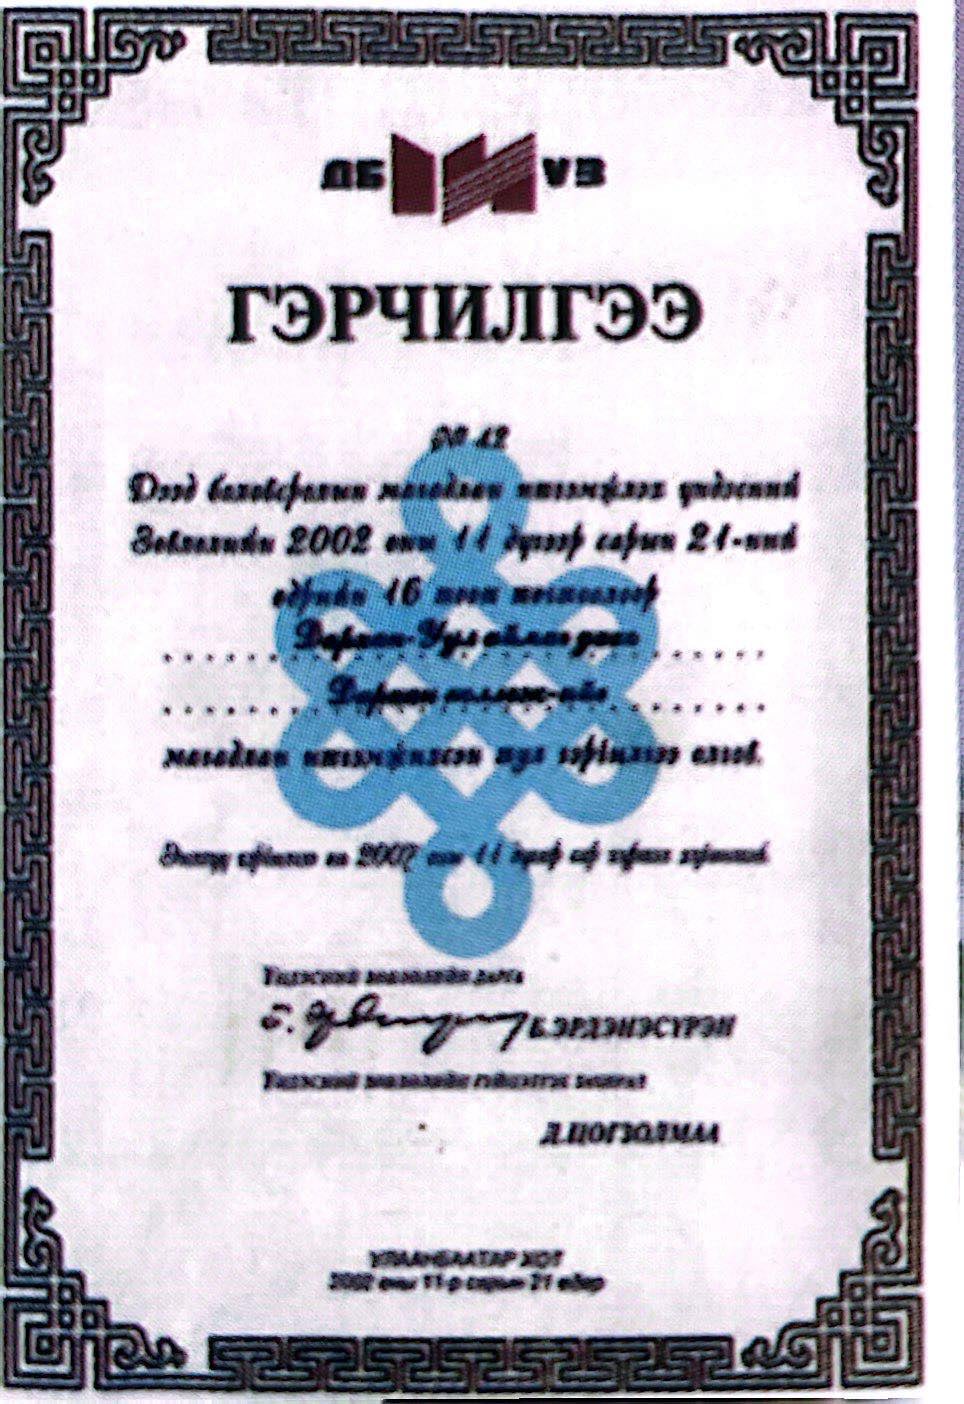 ДБ УЗ
ГЭРЧИЛГЭЭ
12
Дээд боловсролын магадлан итгэмжлэх үндэсний
Зөвлөлийн 2002 оны 11 дүгээр сарын 21-ний
өдрийн 16 тоот тогтоолоор
Дархан-Уул аймаг дахь
Дархан коллеж-ийг
магадлан итгэмжилсэн тул гэрчилгээ олгов.
Энэхүү гэрчилгээ нь 2007 оны 11 дүгээр сар хүртэл хүчинтэй.
Үндэсний зөвлөлийн дарга
Б.ЭРДЭНЭСҮРЭН
Үндэсний зөвлөлийн гүйцэтгэх захирал
Д.ЦОГЗОЛМАА
УЛААНБААТАР ХОТ
2002 оны 11-р сарын 21 өдөр